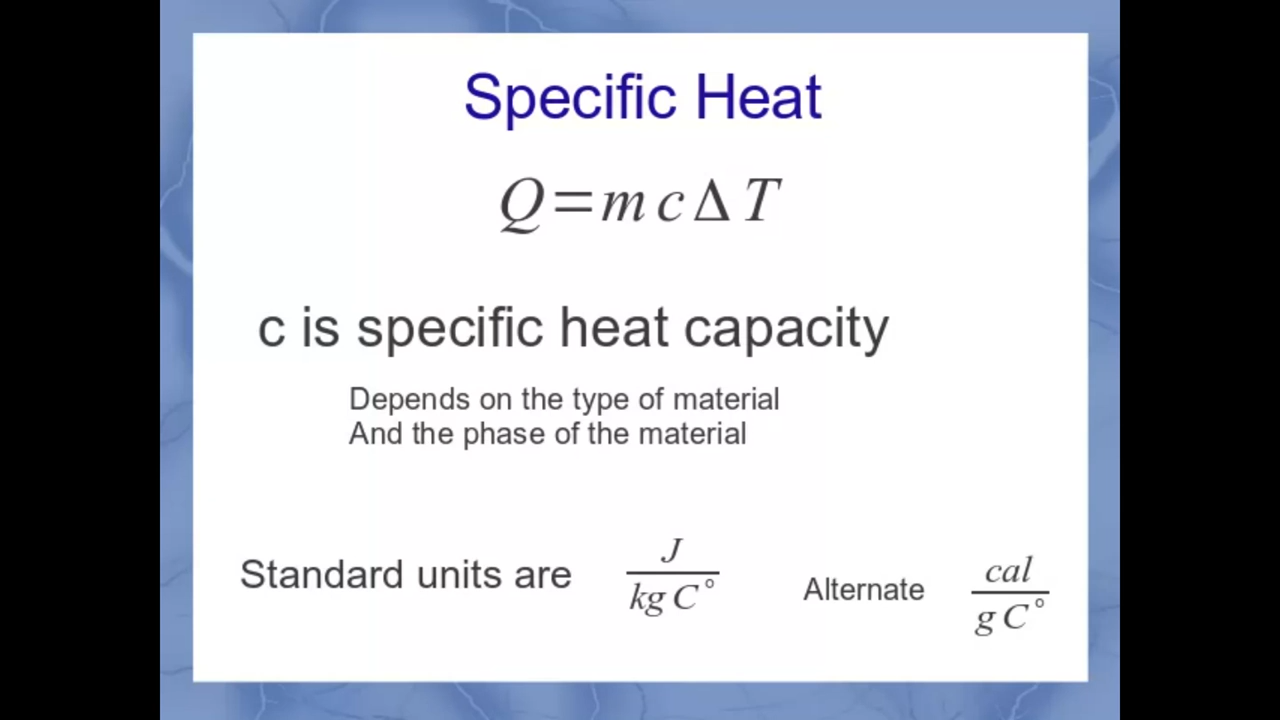 Specific Heat
Q=mcΔT
c is specific heat capacity
Depends on the type of material
And the phase of the material
Standard units are J/kg C° Alternate cal/g C°